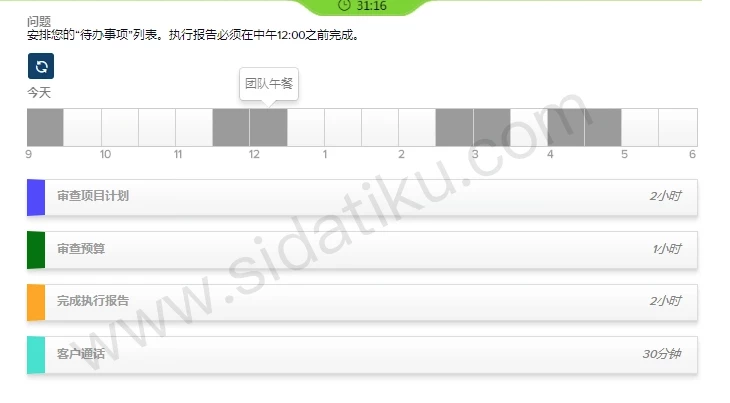 31:16
问题
安排您的“待办事项”列表。执行报告必须在中午12:00之前完成。
今天
团队午餐
9 10 11 12 1 2 3 4 5 6
审查项目计划 2小时
审查预算 1小时
完成执行报告 2小时
客户通话 30分钟
www.sidatiku.com